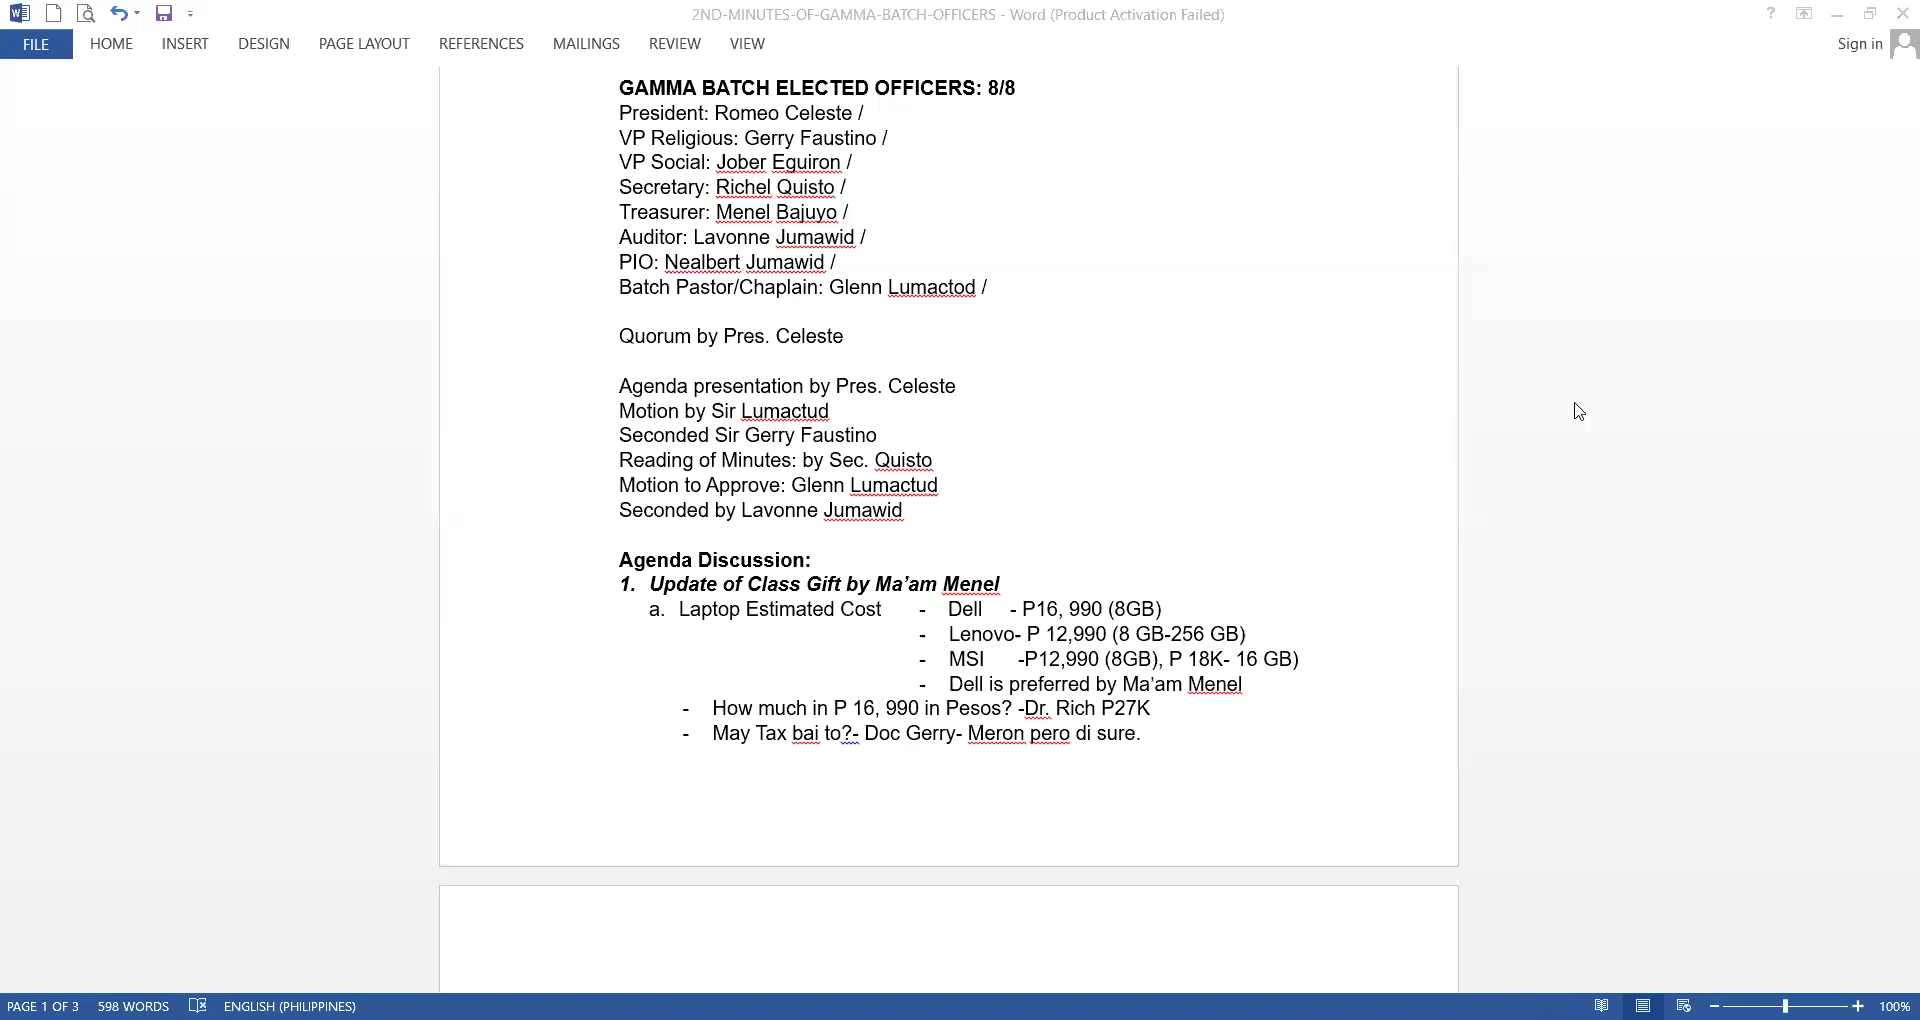 2ND-MINUTES-OF-GAMMA-BATCH-OFFICERS - Word (Product Activation Failed)
FILE HOME INSERT DESIGN PAGE LAYOUT REFERENCES MAILINGS REVIEW VIEW Sign in
GAMMA BATCH ELECTED OFFICERS: 8/8
President: Romeo Celeste /
VP Religious: Gerry Faustino /
VP Social: Jober Eguiron /
Secretary: Richel Quisto /
Treasurer: Menel Bajuyo /
Auditor: Lavonne Jumawid /
PIO: Nealbert Jumawid /
Batch Pastor/Chaplain: Glenn Lumactod /
Quorum by Pres. Celeste
Agenda presentation by Pres. Celeste
Motion by Sir Lumactud
Seconded Sir Gerry Faustino
Reading of Minutes: by Sec. Quisto
Motion to Approve: Glenn Lumactud
Seconded by Lavonne Jumawid
Agenda Discussion:
1. Update of Class Gift by Ma’am Menel
a. Laptop Estimated Cost - Dell - P16, 990 (8GB)
- Lenovo- P 12,990 (8 GB-256 GB)
- MSI -P12,990 (8GB), P 18K- 16 GB)
- Dell is preferred by Ma’am Menel
- How much in P 16, 990 in Pesos? -Dr. Rich P27K
- May Tax bai to?- Doc Gerry- Meron pero di sure.
PAGE 1 OF 3 598 WORDS ENGLISH (PHILIPPINES) 100%